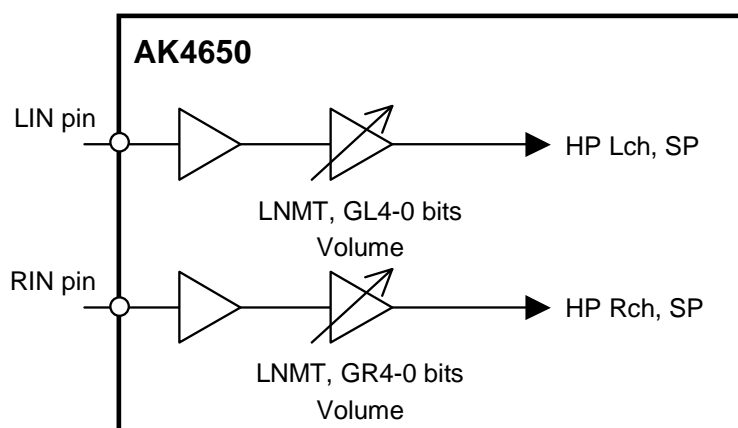 AK4650
LIN pin
HP Lch, SP
LNMT, GL4-0 bits
Volume
RIN pin
HP Rch, SP
LNMT, GR4-0 bits
Volume